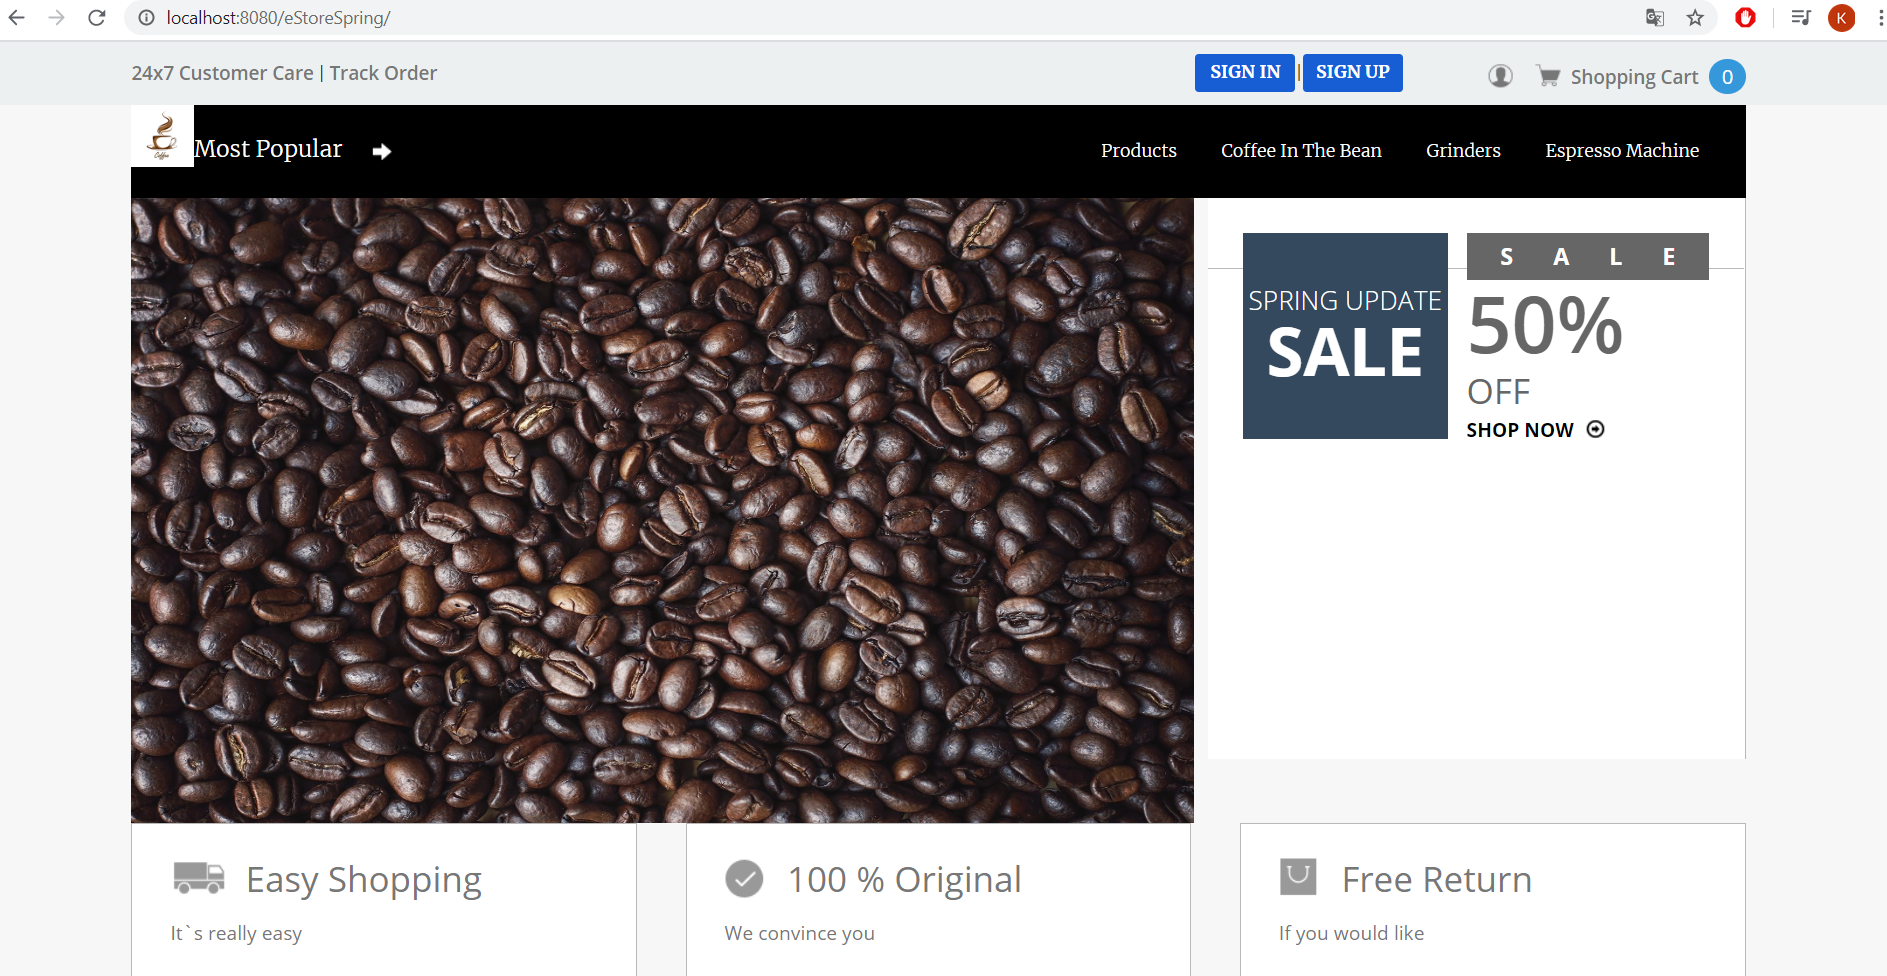 localhost:8080/eStoreSpring/
K
24x7 Customer Care | Track Order
SIGN IN | SIGN UP
Shopping Cart 0
Coffee
Most Popular
Products Coffee In The Bean Grinders Espresso Machine
SPRING UPDATE
SALE
S A L E
50%
OFF
SHOP NOW
Easy Shopping
It`s really easy
100 % Original
We convince you
Free Return
If you would like